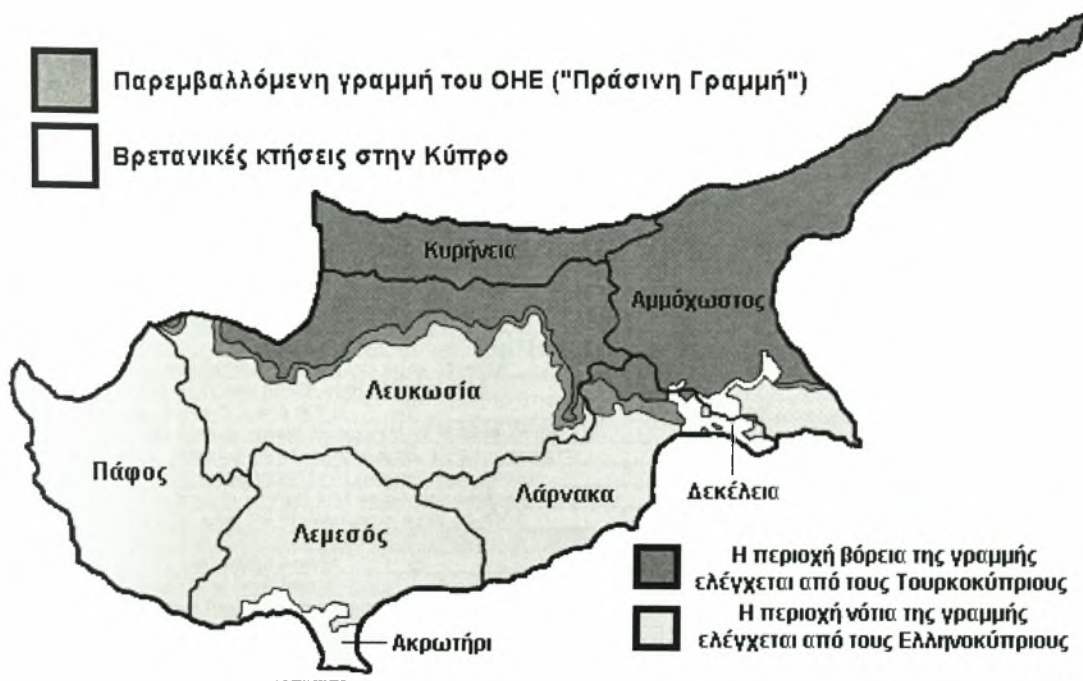 Παρεμβαλλόμενη γραμμή του ΟΗΕ ("Πράσινη Γραμμή")
Βρετανικές κτήσεις στην Κύπρο
Κυρήνεια
Αμμόχωστος
Λευκωσία
Πάφος
Λάρνακα
Δεκέλεια
Λεμεσός
Ακρωτήρι
Η περιοχή βόρεια της γραμμής
ελέγχεται από τους Τουρκοκύπριους
Η περιοχή νότια της γραμμής
ελέγχεται από τους Ελληνοκύπριους